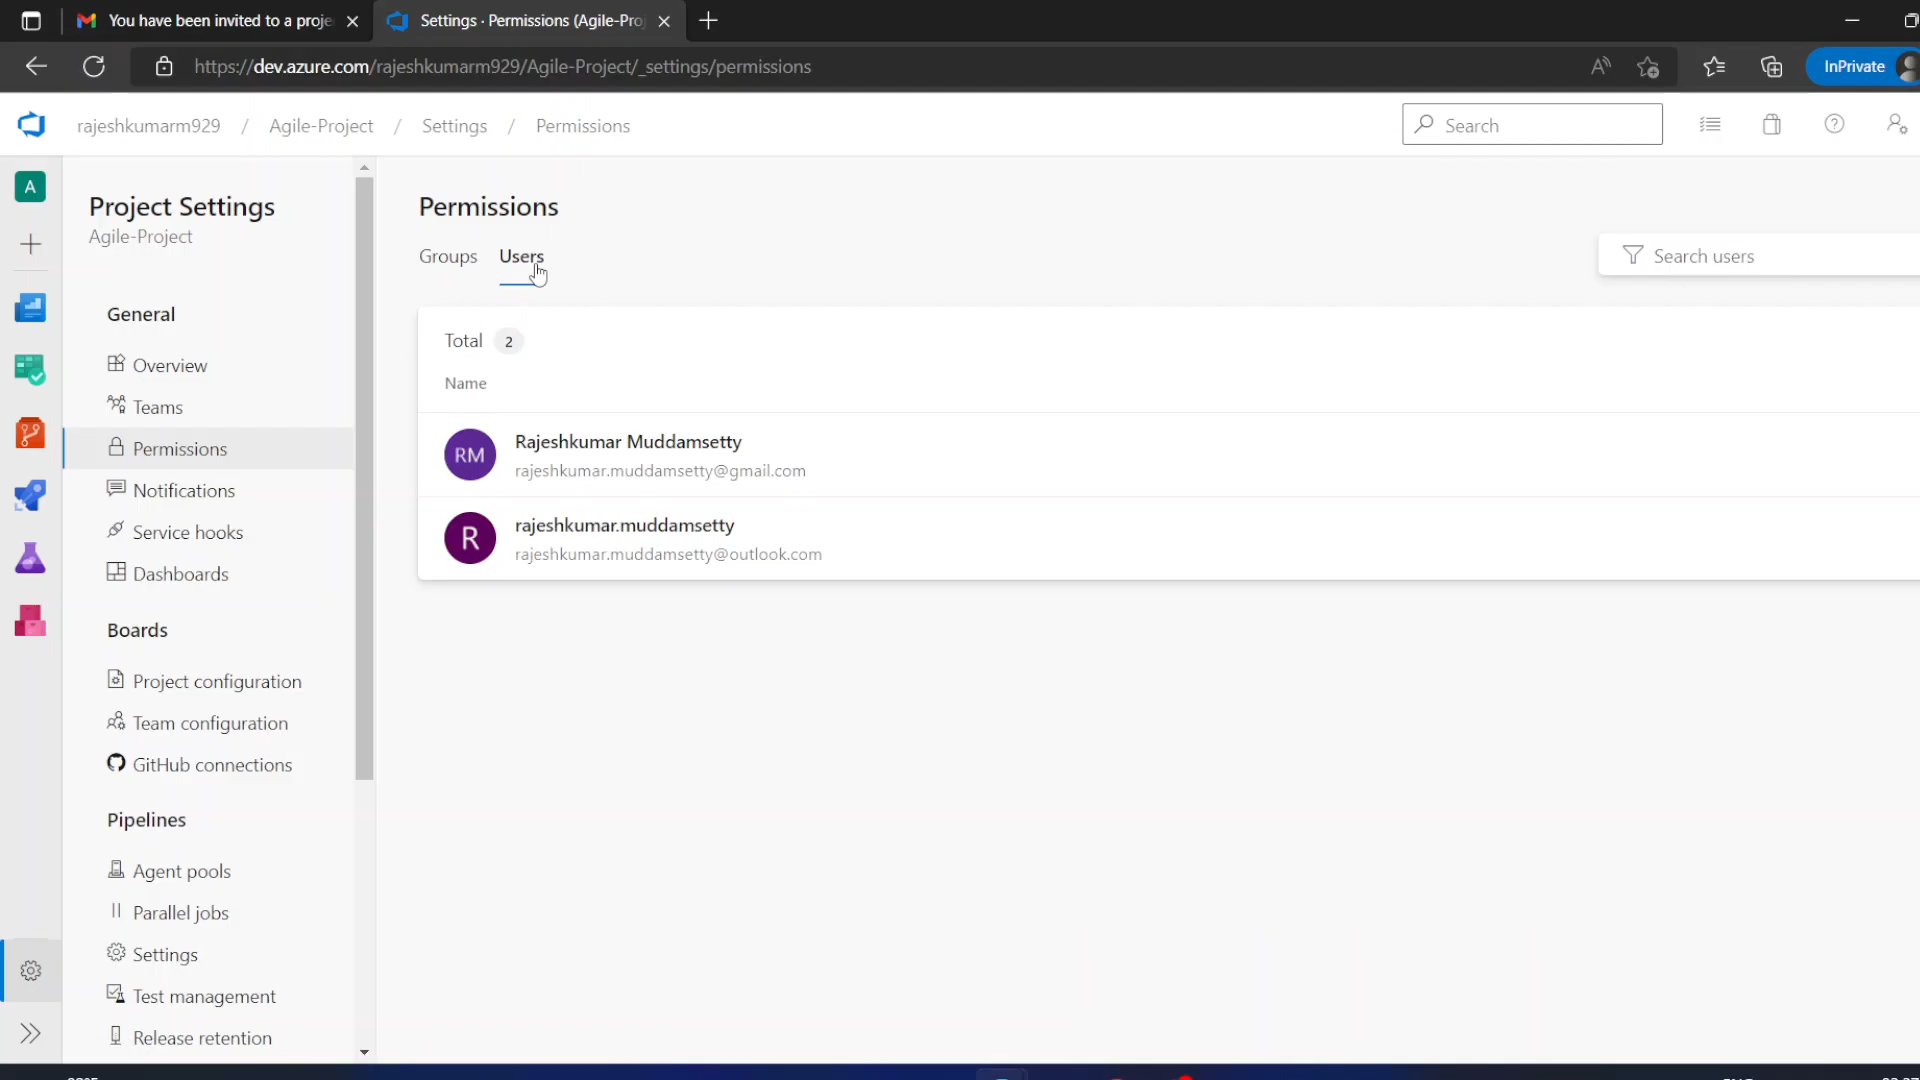 You have been invited to a proje
Settings · Permissions (Agile-Pro
https://dev.azure.com/rajeshkumarm929/Agile-Project/_settings/permissions
InPrivate
rajeshkumarm929 / Agile-Project / Settings / Permissions
Search
A
Project Settings
Agile-Project
General
Overview
Teams
Permissions
Notifications
Service hooks
Dashboards
Boards
Project configuration
Team configuration
GitHub connections
Pipelines
Agent pools
Parallel jobs
Settings
Test management
Release retention
Permissions
Groups Users
Search users
Total 2
Name
RM
Rajeshkumar Muddamsetty
rajeshkumar.muddamsetty@gmail.com
R
rajeshkumar.muddamsetty
rajeshkumar.muddamsetty@outlook.com